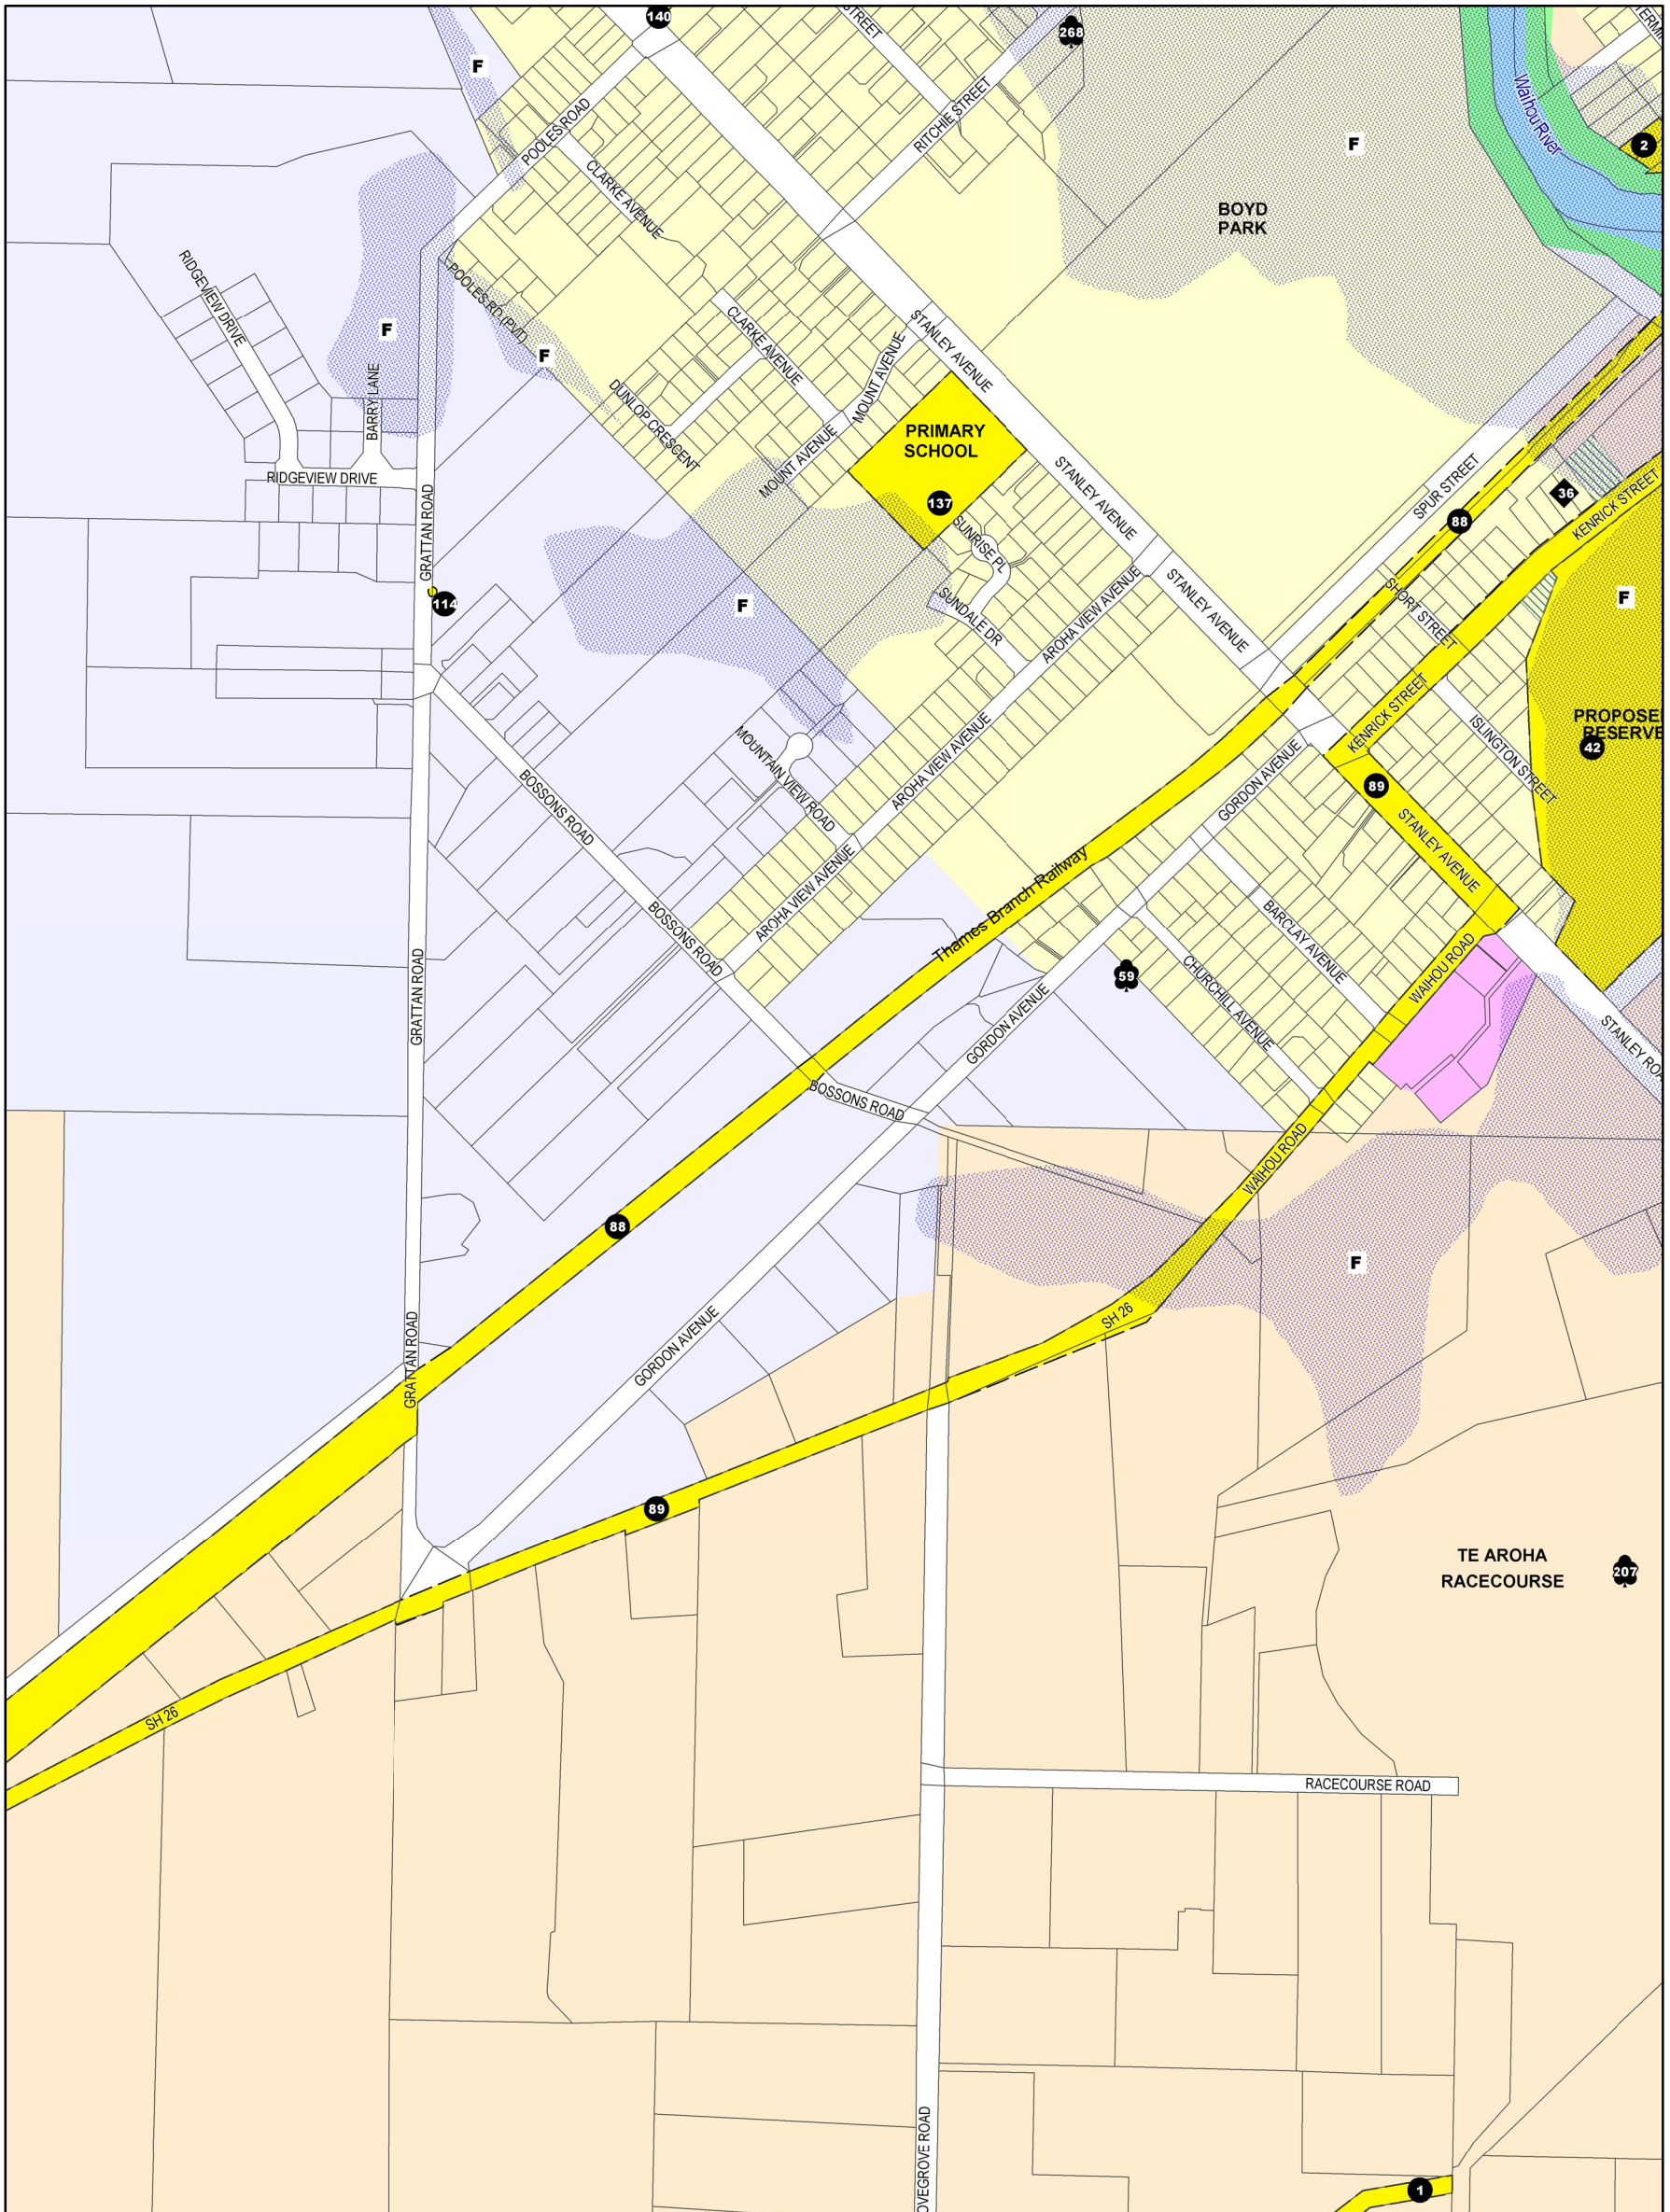 140
STREET
268
F
Waihou River
POOLES ROAD
RITCHIE STREET
F
2
CLARKE AVENUE
BOYD
PARK
RIDGEVIEW DRIVE
POOLES RD (PVT)
F
F
CLARKE AVENUE
MOUNT AVENUE
STANLEY AVENUE
BARRY LANE
DUNLOP CRESCENT
PRIMARY
SCHOOL
MOUNT AVENUE
RIDGEVIEW DRIVE
GRATTAN ROAD
137
STANLEY AVENUE
SPUR STREET
36
KENRICK STREET
88
SUNRISE PL
114
F
SUNDALE DR
AROHA VIEW AVENUE
STANLEY AVENUE
SHORT STREET
F
KENRICK STREET
PROPOSE
RESERVE
42
ISLINGTON STREET
MOUNTAIN VIEW ROAD
AROHA VIEW AVENUE
GORDON AVENUE
89
BOSSONS ROAD
STANLEY AVENUE
AROHA VIEW AVENUE
Thames Branch Railway
BOSSONS ROAD
BARCLAY AVENUE
59
WAIHOU ROAD
CHURCHILL AVENUE
GRATTAN ROAD
GORDON AVENUE
STANLEY ROA
BOSSONS ROAD
WAIHOU ROAD
88
F
SH 26
GORDON AVENUE
GRATTAN ROAD
89
TE AROHA
RACECOURSE
207
SH 26
RACECOURSE ROAD
OVEGROVE ROAD
1